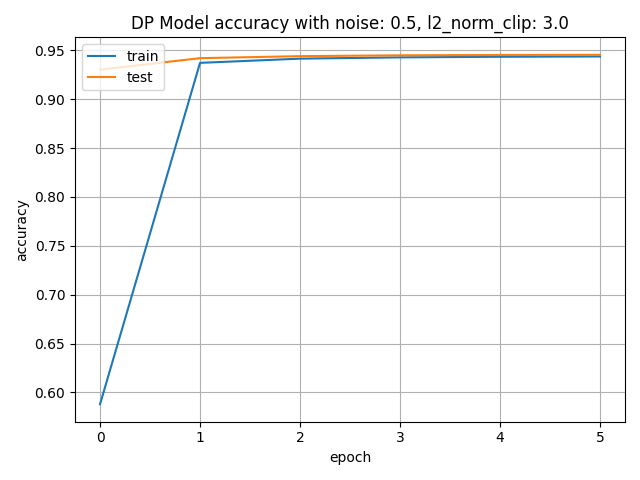 DP Model accuracy with noise: 0.5, l2_norm_clip: 3.0
train
test
0.95
0.90
0.85
0.80
0.75
0.70
0.65
0.60
accuracy
0 1 2 3 4 5
epoch